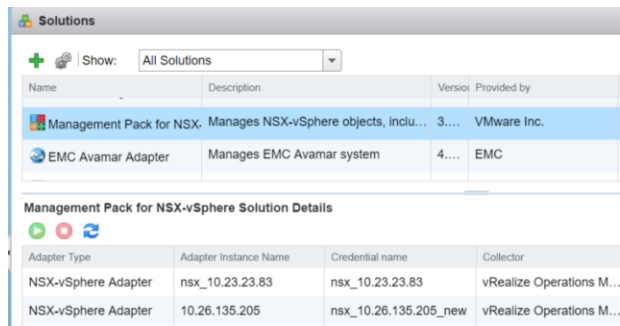 Solutions
Show: All Solutions
Name Description Version Provided by
Management Pack for NSX- Manages NSX-vSphere objects, inclu... 3.... VMware Inc.
EMC Avamar Adapter Manages EMC Avamar system 4.... EMC
Management Pack for NSX-vSphere Solution Details
Adapter Type Adapter Instance Name Credential name Collector
NSX-vSphere Adapter nsx_10.23.23.83 nsx_10.23.23.83 vRealize Operations M...
NSX-vSphere Adapter 10.26.135.205 nsx_10.26.135.205_new vRealize Operations M...